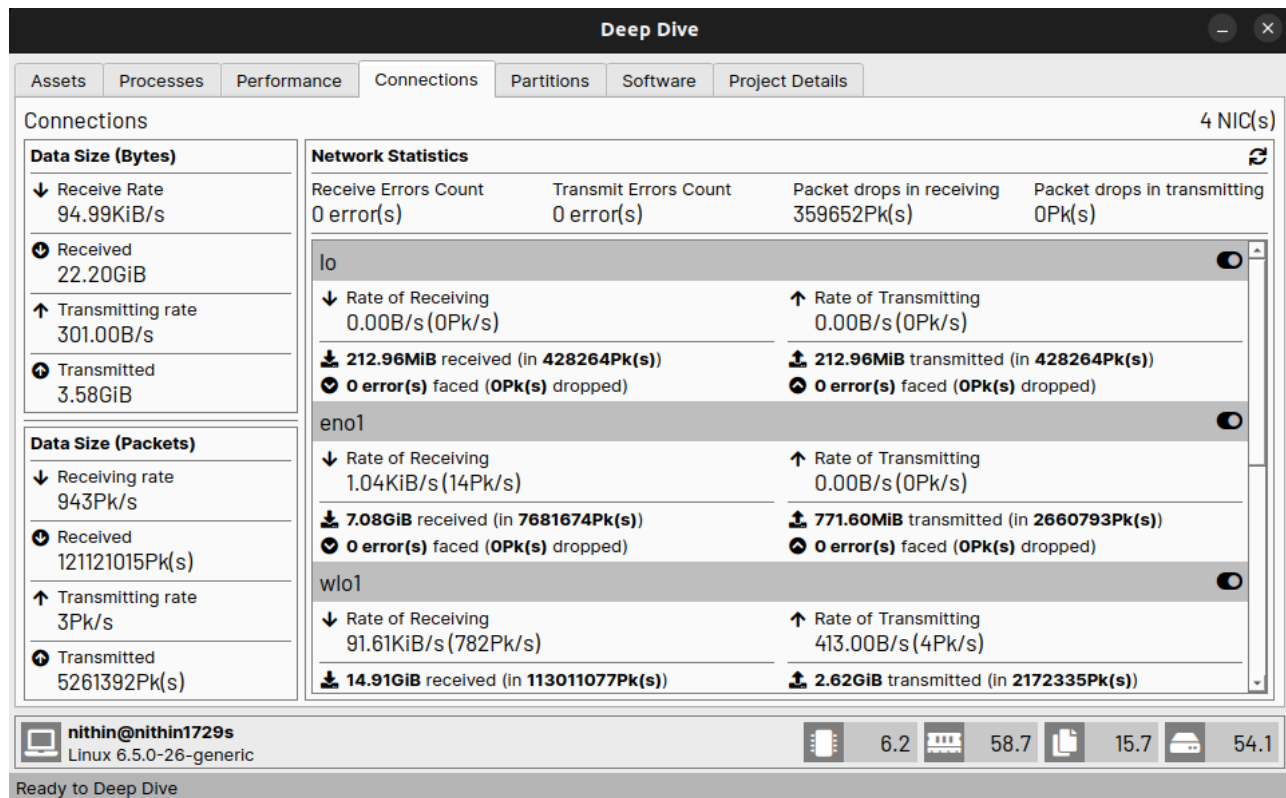 Deep Dive
Assets Processes Performance Connections Partitions Software Project Details
Connections
4 NIC(s)
Data Size (Bytes)
Receive Rate
94.99KiB/s
Received
22.20GiB
Transmitting rate
301.00B/s
Transmitted
3.58GiB
Data Size (Packets)
Receiving rate
943Pk/s
Received
121121015Pk(s)
Transmitting rate
3Pk/s
Transmitted
5261392Pk(s)
Network Statistics
Receive Errors Count
0 error(s)
Transmit Errors Count
0 error(s)
Packet drops in receiving
359652Pk(s)
Packet drops in transmitting
0Pk(s)
lo
Rate of Receiving
0.00B/s(0Pk/s)
Rate of Transmitting
0.00B/s(0Pk/s)
212.96MiB received (in 428264Pk(s))
212.96MiB transmitted (in 428264Pk(s))
0 error(s) faced (0Pk(s) dropped)
0 error(s) faced (0Pk(s) dropped)
eno1
Rate of Receiving
1.04KiB/s(14Pk/s)
Rate of Transmitting
0.00B/s(0Pk/s)
7.08GiB received (in 7681674Pk(s))
771.60MiB transmitted (in 2660793Pk(s))
0 error(s) faced (0Pk(s) dropped)
0 error(s) faced (0Pk(s) dropped)
wlo1
Rate of Receiving
91.61KiB/s(782Pk/s)
Rate of Transmitting
413.00B/s(4Pk/s)
14.91GiB received (in 113011077Pk(s))
2.62GiB transmitted (in 2172335Pk(s))
nithin@nithin1729s
Linux 6.5.0-26-generic
6.2 58.7 15.7 54.1
Ready to Deep Dive